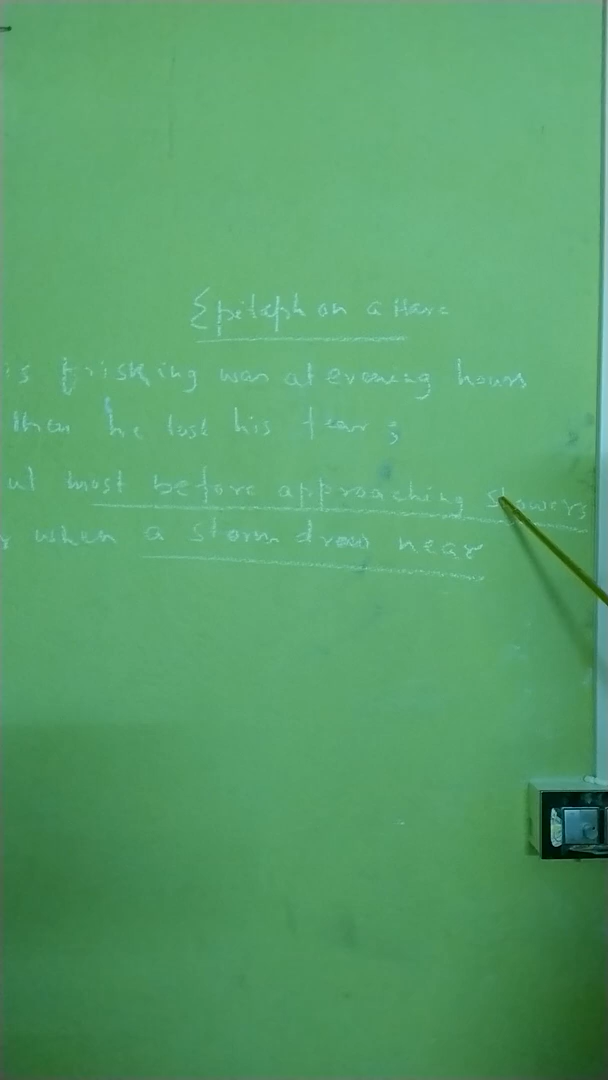 Epitaph on a Hare
is frisking was at evening hours
then he lost his fear;
ut most before approaching showers
r when a storm drew near